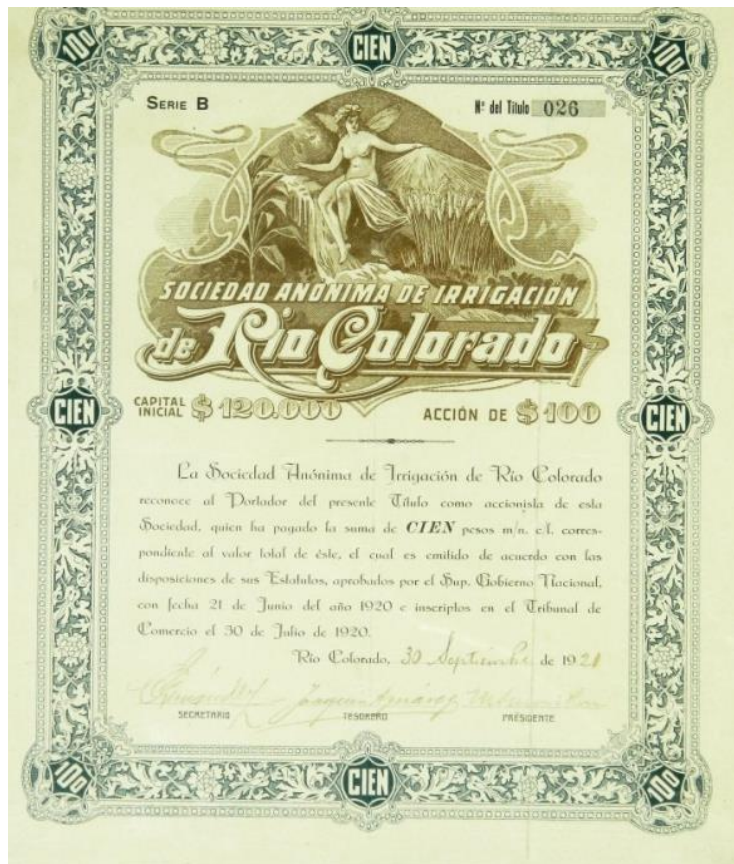 100 CIEN 100
SERIE B
Nº del Título 026
SOCIEDAD ANÓNIMA DE IRRIGACIÓN
de Río Colorado
CAPITAL INICIAL $ 120.000
ACCIÓN DE $ 100
CIEN CIEN
La Sociedad Anónima de Irrigación de Río Colorado
reconoce al Portador del presente Título como accionista de esta
Sociedad, quien ha pagado la suma de CIEN pesos m/n. c/l. corres-
pondiente al valor total de éste, el cual es emitido de acuerdo con las
disposiciones de sus Estatutos, aprobados por el Sup. Gobierno Nacional,
con fecha 21 de Junio del año 1920 e inscriptos en el Tribunal de
Comercio el 30 de Julio de 1920.
Río Colorado, 30 Septiembre de 1921
Joaquin
SECRETARIO TESORERO PRESIDENTE
100 CIEN 100